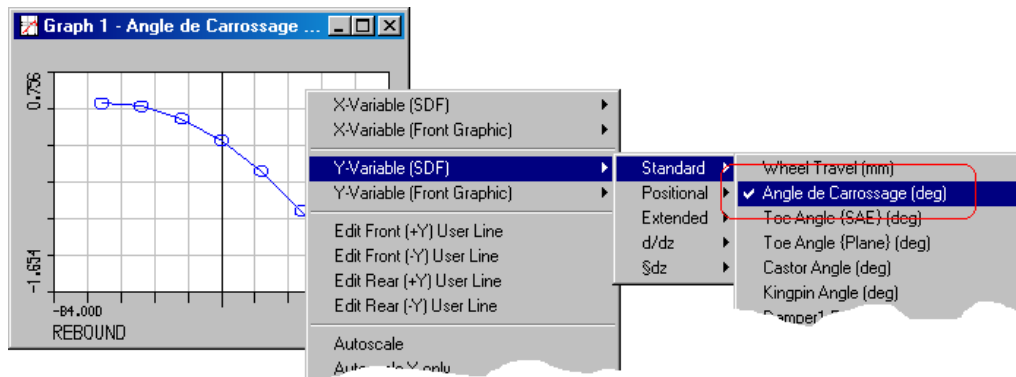 Graph 1 - Angle de Carrossage ...
0.756
-1.654
-84.000
REBOUND
X-Variable (SDF)
X-Variable (Front Graphic)
Y-Variable (SDF)
Y-Variable (Front Graphic)
Edit Front (+Y) User Line
Edit Front (-Y) User Line
Edit Rear (+Y) User Line
Edit Rear (-Y) User Line
Autoscale
Autoscale Y only
Standard
Positional
Extended
d/dz
§dz
Wheel Travel (mm)
Angle de Carrossage (deg)
Toe Angle {SAE} (deg)
Toe Angle {Plane} (deg)
Castor Angle (deg)
Kingpin Angle (deg)
Damper1